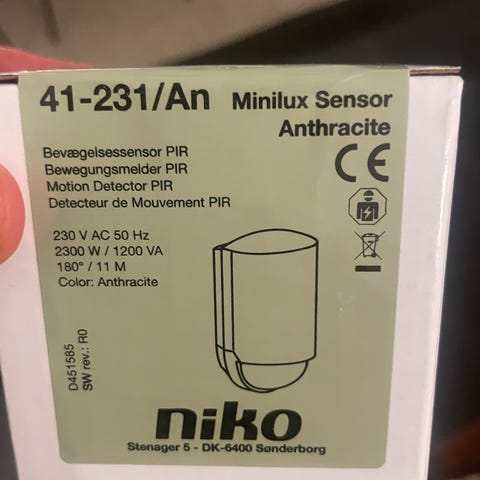 41-231/An Minilux Sensor
Anthracite
Bevægelsessensor PIR
Bewegungsmelder PIR
Motion Detector PIR
Detecteur de Mouvement PIR
CE
230 V AC 50 Hz
2300 W / 1200 VA
180° / 11 M
Color: Anthracite
D451585
SW rev.: R0
niko
Stenager 5 - DK-6400 Sønderborg